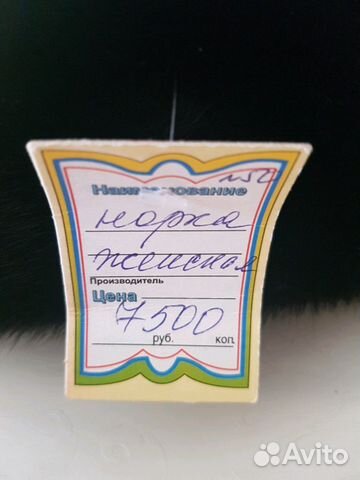 Наименование
норка
женская
Производитель
Цена
7500
руб. коп.
Avito